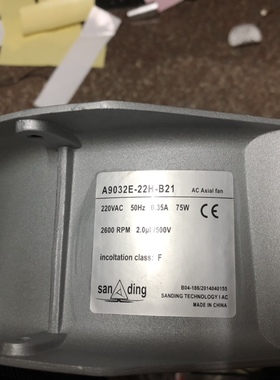 A9032E-22H-B21 AC Axial fan
220VAC 50Hz 0.35A 75W CE
2600 RPM 2.0µf/500V
incoltation class: F
sanding
B04-186/2014040155
SANDING TECHNOLOGY I AC
MADE IN CHINA